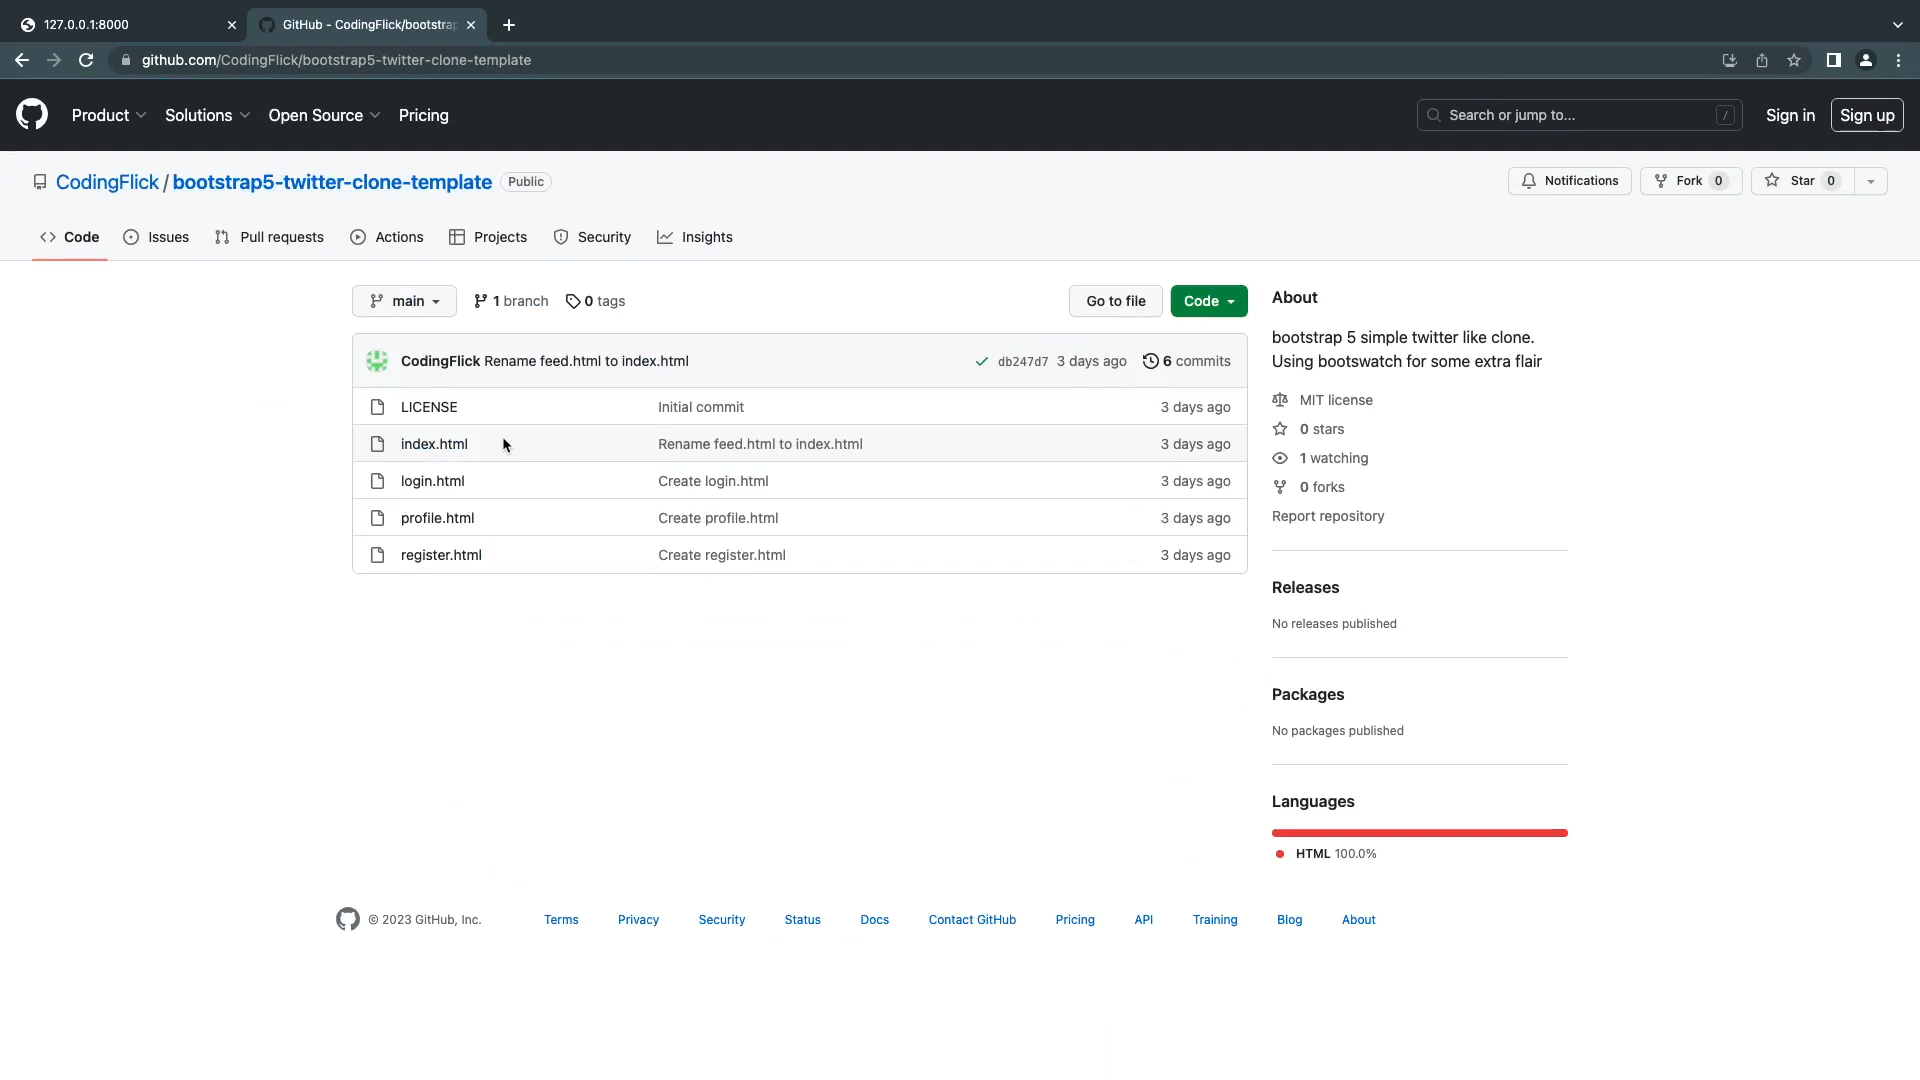 127.0.0.1:8000
GitHub - CodingFlick/bootstrap
github.com/CodingFlick/bootstrap5-twitter-clone-template
Product Solutions Open Source Pricing Search or jump to... / Sign in Sign up
CodingFlick / bootstrap5-twitter-clone-template Public Notifications Fork 0 Star 0
Code Issues Pull requests Actions Projects Security Insights
main 1 branch 0 tags Go to file Code
CodingFlick Rename feed.html to index.html db247d7 3 days ago 6 commits
LICENSE Initial commit 3 days ago
index.html Rename feed.html to index.html 3 days ago
login.html Create login.html 3 days ago
profile.html Create profile.html 3 days ago
register.html Create register.html 3 days ago
About
bootstrap 5 simple twitter like clone.
Using bootswatch for some extra flair
MIT license
0 stars
1 watching
0 forks
Report repository
Releases
No releases published
Packages
No packages published
Languages
HTML 100.0%
© 2023 GitHub, Inc. Terms Privacy Security Status Docs Contact GitHub Pricing API Training Blog About